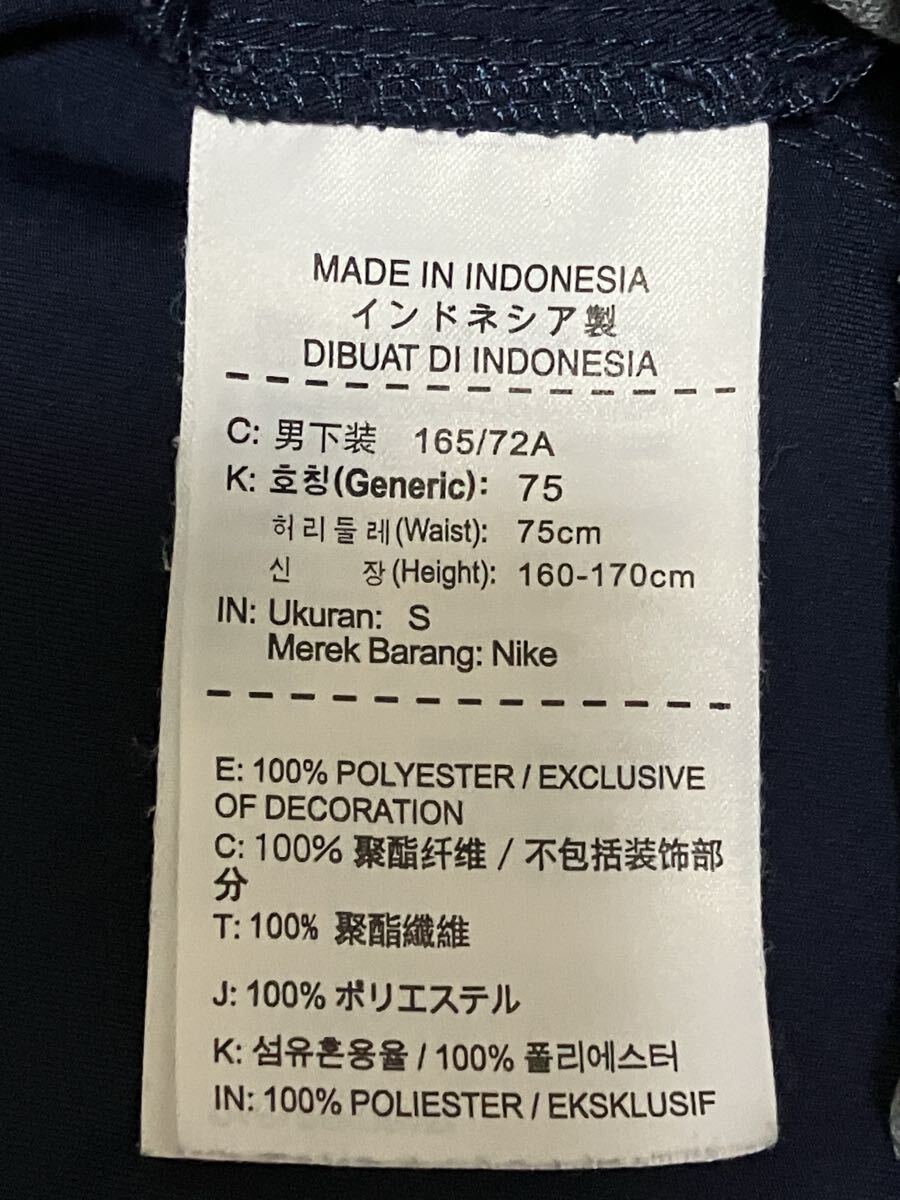 MADE IN INDONESIA
インドネシア製
DIBUAT DI INDONESIA
C: 男下装 165/72A
K: 호칭(Generic): 75
허리둘레(Waist): 75cm
신 장(Height): 160-170cm
IN: Ukuran: S
Merek Barang: Nike
E: 100% POLYESTER / EXCLUSIVE
OF DECORATION
C: 100% 聚酯纤维 / 不包括装饰部
分
T: 100% 聚酯纖維
J: 100% ポリエステル
K: 섬유혼용율 / 100% 폴리에스터
IN: 100% POLIESTER / EKSKLUSIF